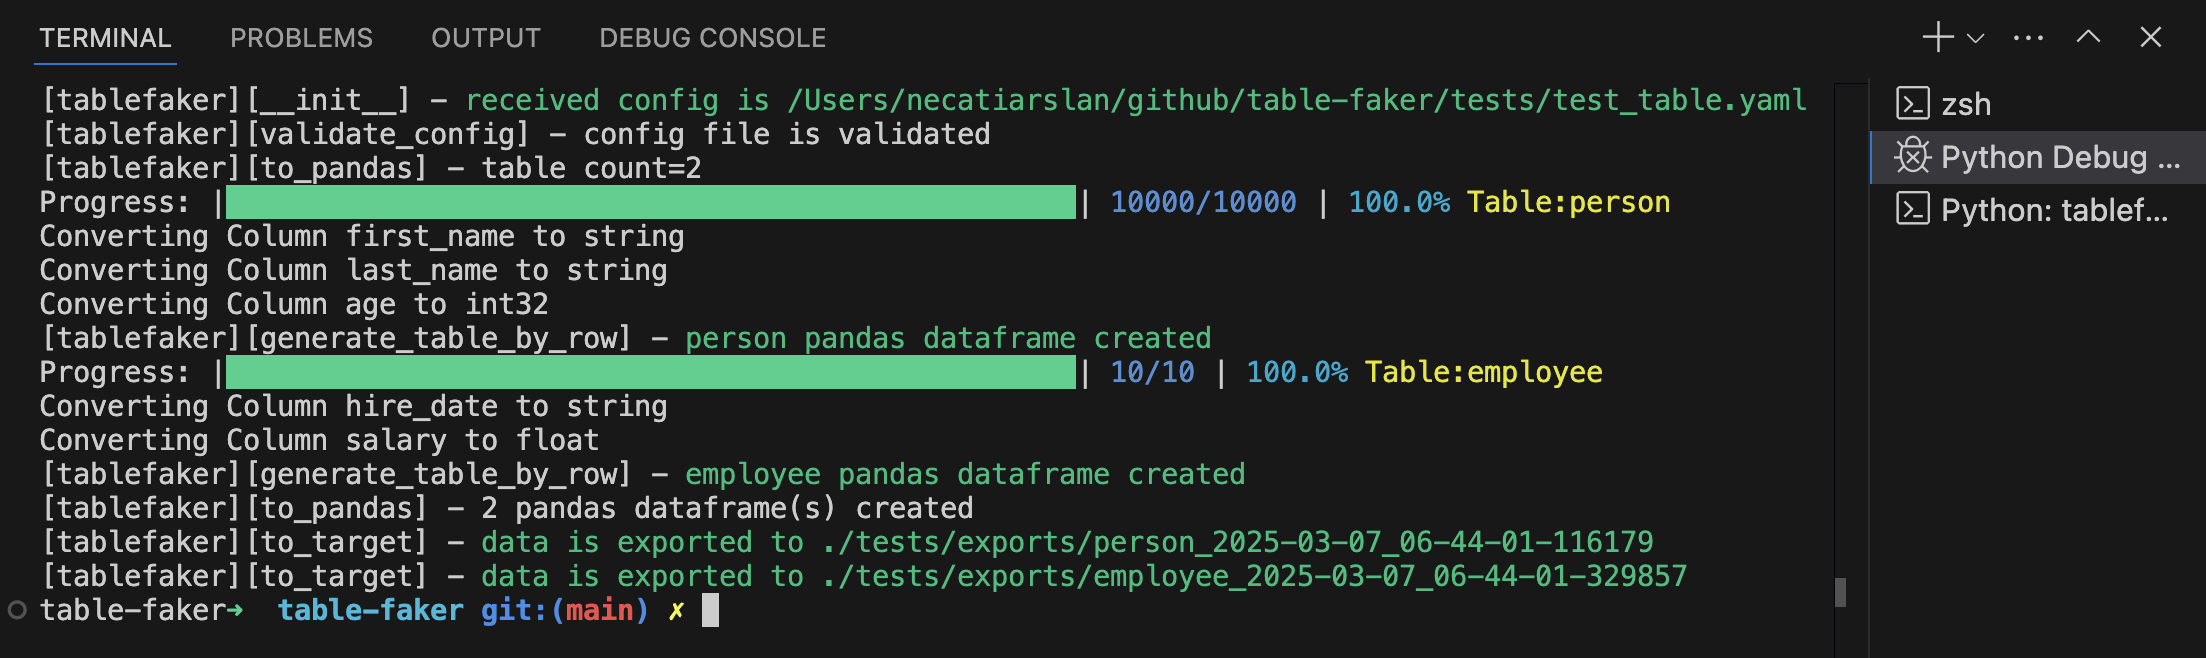 TERMINAL PROBLEMS OUTPUT DEBUG CONSOLE
[tablefaker][__init__] - received config is /Users/necatiarslan/github/table-faker/tests/test_table.yaml
[tablefaker][validate_config] - config file is validated
[tablefaker][to_pandas] - table count=2
Progress: || 10000/10000 | 100.0% Table:person
Converting Column first_name to string
Converting Column last_name to string
Converting Column age to int32
[tablefaker][generate_table_by_row] - person pandas dataframe created
Progress: || 10/10 | 100.0% Table:employee
Converting Column hire_date to string
Converting Column salary to float
[tablefaker][generate_table_by_row] - employee pandas dataframe created
[tablefaker][to_pandas] - 2 pandas dataframe(s) created
[tablefaker][to_target] - data is exported to ./tests/exports/person_2025-03-07_06-44-01-116179
[tablefaker][to_target] - data is exported to ./tests/exports/employee_2025-03-07_06-44-01-329857
table-faker➜ table-faker git:(main) ✗
zsh
Python Debug ...
Python: tablef...